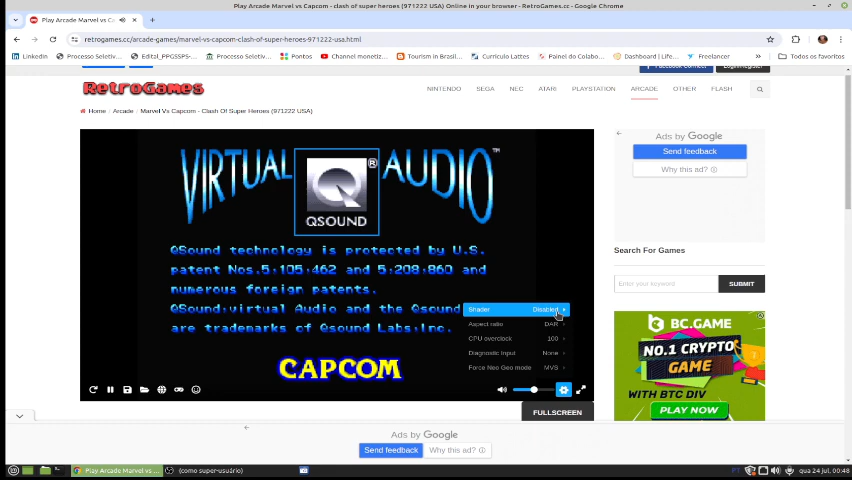 Play Arcade Marvel vs Capcom - clash of super heroes (971222 USA) Online in your browser - RetroGames.cc - Google Chrome
Play Arcade Marvel vs Ca
retrogames.cc/arcade-games/marvel-vs-capcom-clash-of-super-heroes-971222-usa.html
LinkedIn Processo Seletiv... Edital_PPGSSPS-... Processo Seletiv... Pontos Channel monetiz... Tourism in Brasil... Currículo Lattes Painel do Colabo... Dashboard | Life... Freelancer » Todos os favoritos
Facebook Connect Login/Register
RetroGames
NINTENDO SEGA NEC ATARI PLAYSTATION ARCADE OTHER FLASH
Home Arcade Marvel Vs Capcom - Clash Of Super Heroes (971222 USA)
VIRTUAL AUDIO ™
Q ®
QSOUND
QSound technology is protected by U.S.
patent Nos.5,105,462 and 5,208,860 and
numerous foreign patents.
QSound,virtual Audio and the Qsound
are trademarks of Qsound Labs,Inc.
CAPCOM
Shader Disabled
Aspect ratio DAR
CPU overclock 100
Diagnostic Input None
Force Neo Geo mode MVS
FULLSCREEN
Ads by Google
Send feedback
Why this ad?
Search For Games
Enter your keyword SUBMIT
BC.GAME
NO.1 CRYPTO
GAME
WITH BTC DIV
PLAY NOW
Ads by Google
Send feedback Why this ad?
Play Arcade Marvel vs ... (como super-usuário) PT qua 24 jul, 00:48